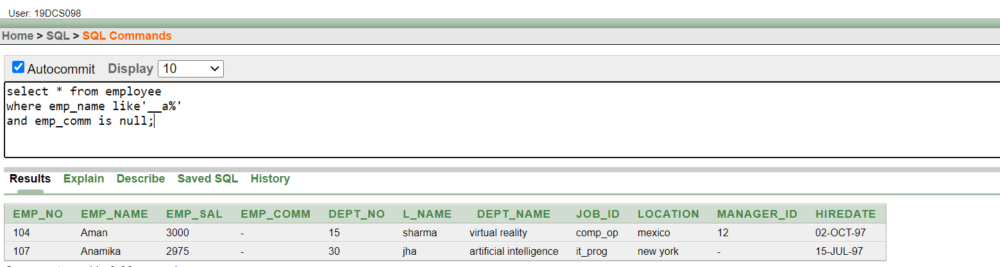 User: 19DCS098
Home > SQL > SQL Commands
Autocommit Display 10
select * from employee
where emp_name like'__a%'
and emp_comm is null;
Results Explain Describe Saved SQL History
EMP_NO EMP_NAME EMP_SAL EMP_COMM DEPT_NO L_NAME DEPT_NAME JOB_ID LOCATION MANAGER_ID HIREDATE
104 Aman 3000 - 15 sharma virtual reality comp_op mexico 12 02-OCT-97
107 Anamika 2975 - 30 jha artificial intelligence it_prog new york - 15-JUL-97